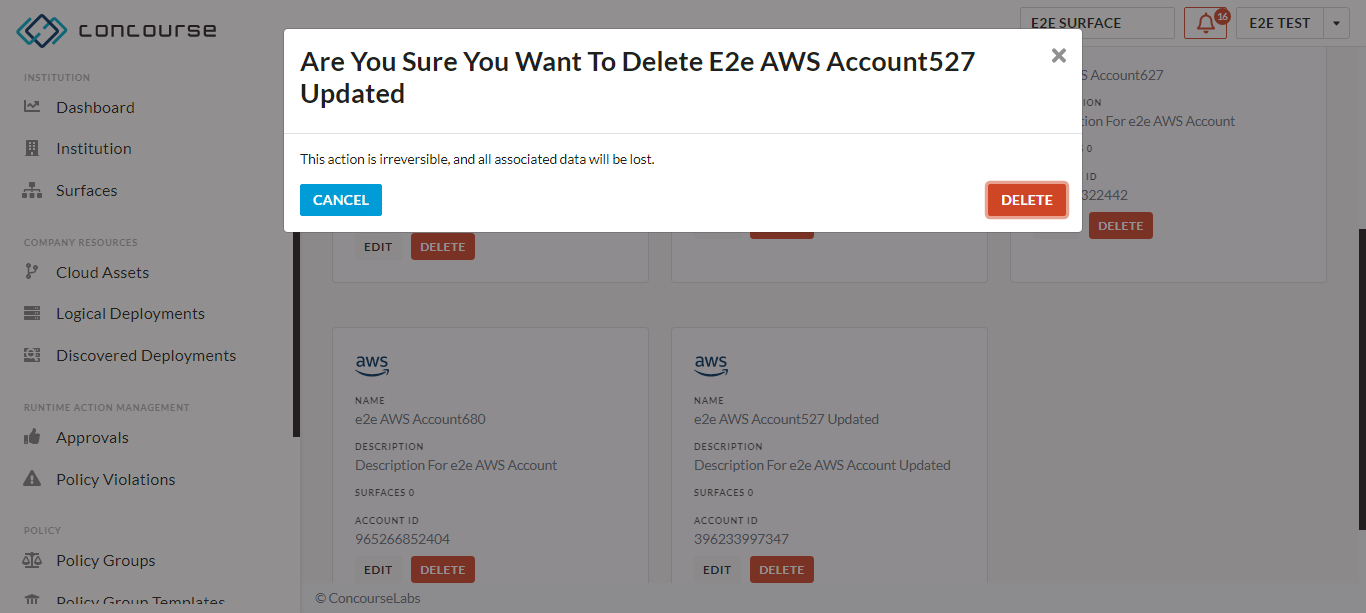 concourse
E2E SURFACE
16
E2E TEST
INSTITUTION
Dashboard
Institution
Surfaces
COMPANY RESOURCES
Cloud Assets
Logical Deployments
Discovered Deployments
RUNTIME ACTION MANAGEMENT
Approvals
Policy Violations
POLICY
Policy Groups
Policy Group Templates
Are You Sure You Want To Delete E2e AWS Account527
Updated
×
This action is irreversible, and all associated data will be lost.
CANCEL
DELETE
S Account627
ION
tion For e2e AWS Account
0
ID
322442
DELETE
EDIT
DELETE
aws
NAME
e2e AWS Account680
DESCRIPTION
Description For e2e AWS Account
SURFACES 0
ACCOUNT ID
965266852404
EDIT
DELETE
aws
NAME
e2e AWS Account527 Updated
DESCRIPTION
Description For e2e AWS Account Updated
SURFACES 0
ACCOUNT ID
396233997347
EDIT
DELETE
© ConcourseLabs